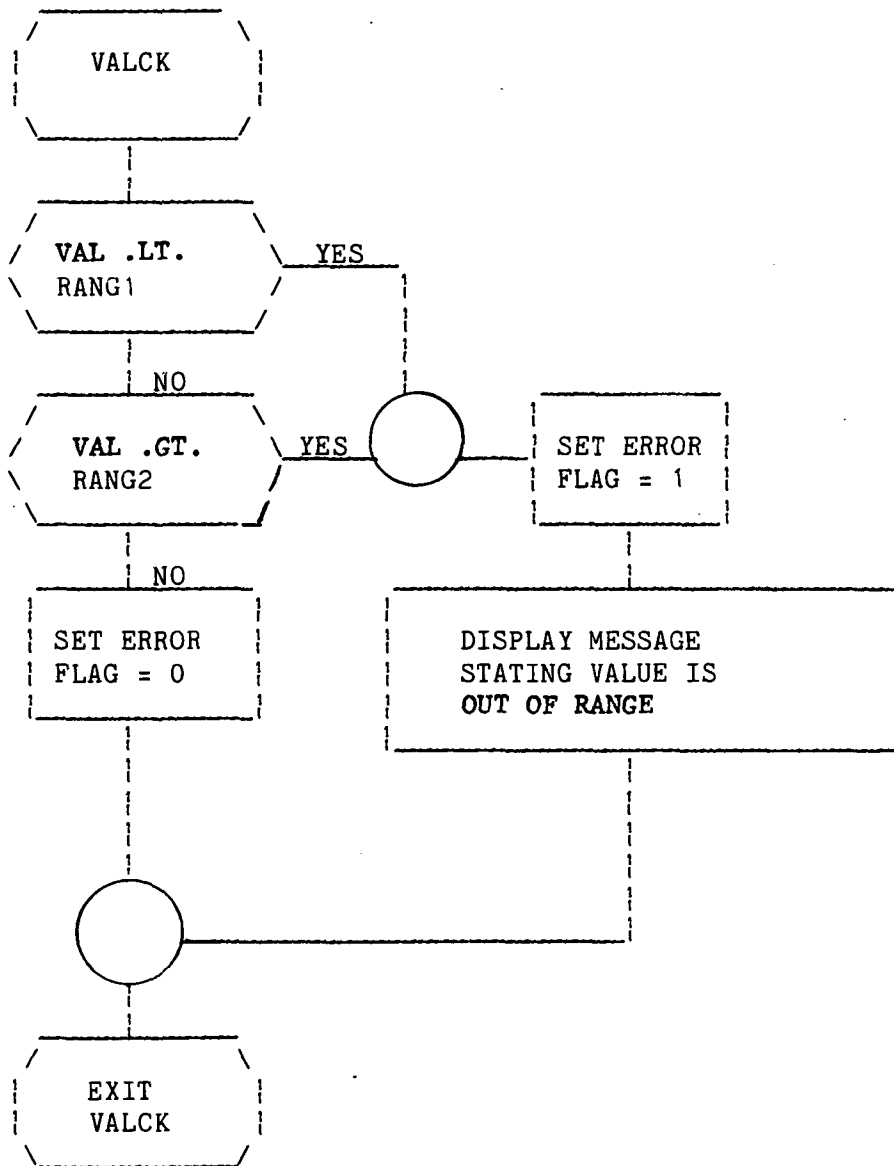 VALCK
VAL .LT.
RANG1
YES
NO
VAL .GT.
RANG2
YES
SET ERROR
FLAG = 1
NO
SET ERROR
FLAG = 0
DISPLAY MESSAGE
STATING VALUE IS
OUT OF RANGE
EXIT
VALCK